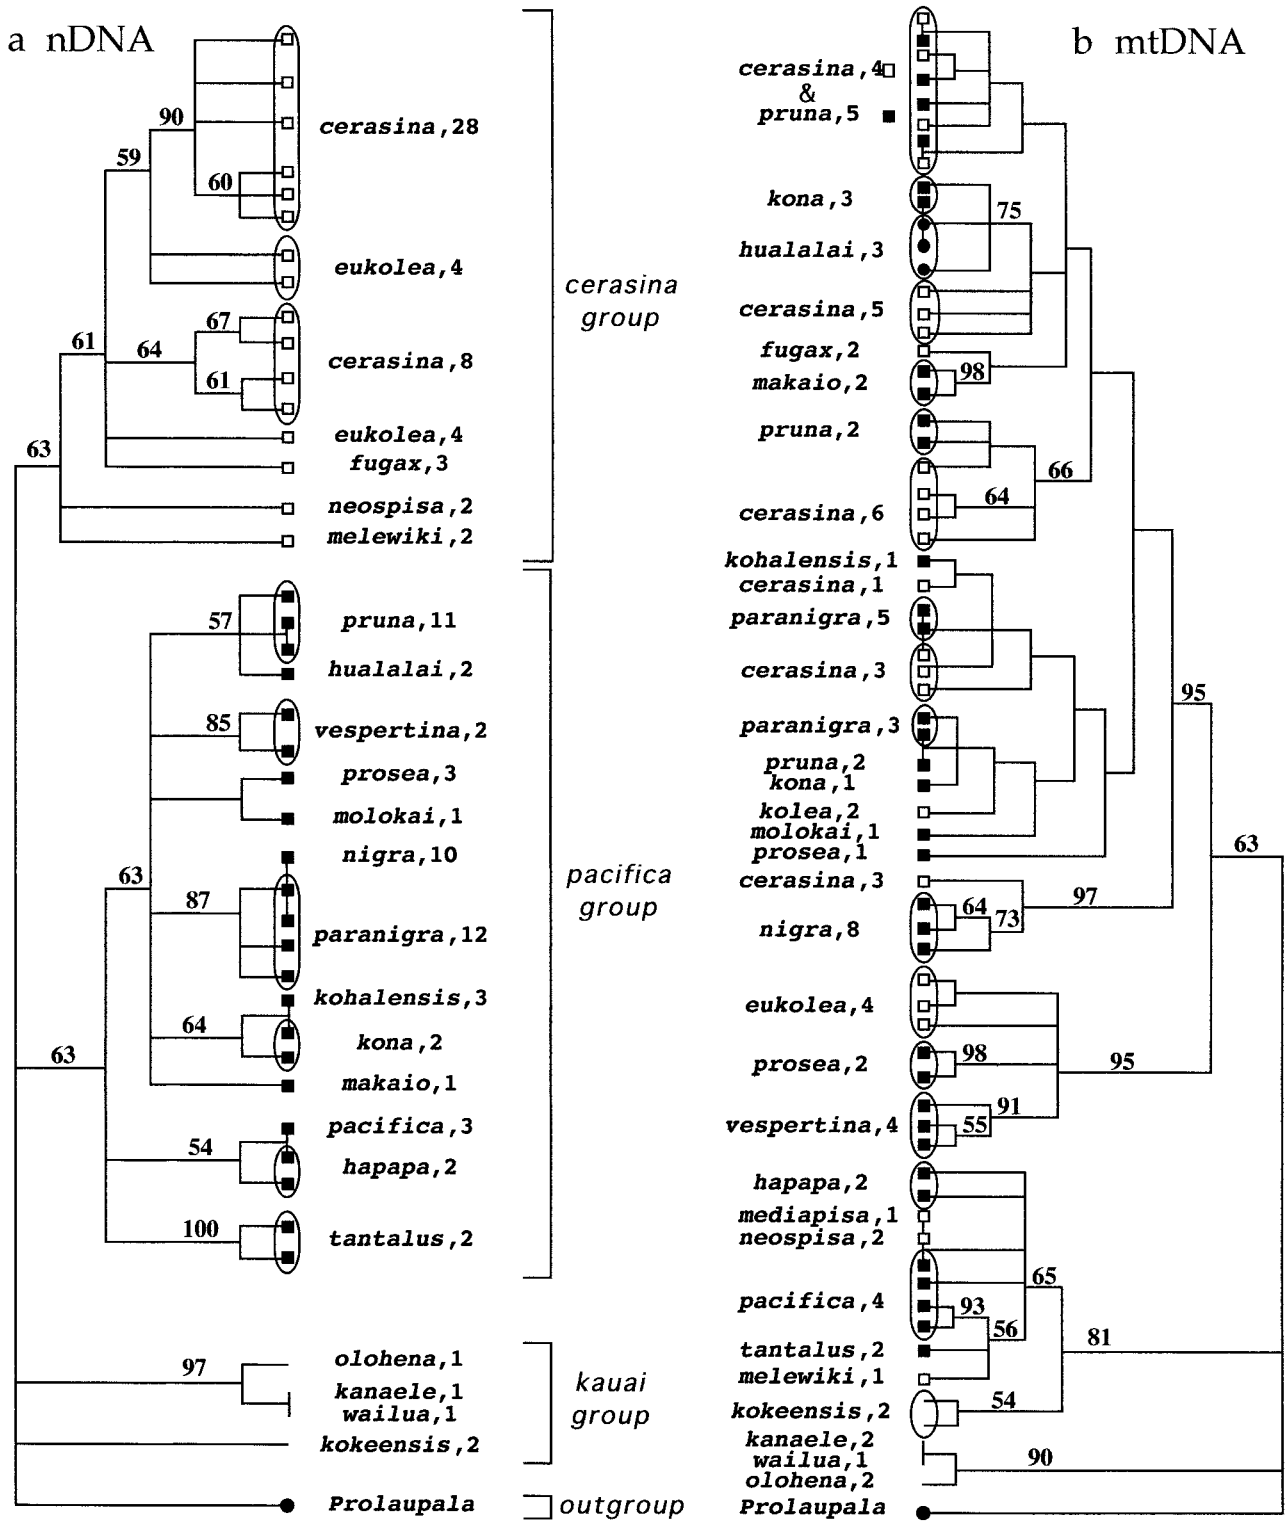 a nDNA
90
cerasina,28
59
60
eukolea,4
cerasina group
67
61
64
cerasina,8
61
eukolea,4
63
fugax,3
neospisa,2
melewiki,2
57
pruna,11
hualalai,2
85
vespertina,2
prosea,3
molokai,1
nigra,10
63
pacifica group
87
paranigra,12
kohalensis,3
64
kona,2
63
makaio,1
pacifica,3
54
hapapa,2
100
tantalus,2
olohena,1
97
kanaele,1
wailua,1
kauai group
kokeensis,2
Prolaupala
outgroup
b mtDNA
cerasina,4
&
pruna,5
kona,3
75
hualalai,3
cerasina,5
fugax,2
98
makaio,2
pruna,2
66
64
cerasina,6
kohalensis,1
cerasina,1
paranigra,5
cerasina,3
95
paranigra,3
pruna,2
kona,1
kolea,2
molokai,1
63
prosea,1
cerasina,3
97
64
73
nigra,8
eukolea,4
98
prosea,2
95
91
vespertina,4
55
hapapa,2
mediapisa,1
neospisa,2
65
pacifica,4
93
56
81
tantalus,2
melewiki,1
54
kokeensis,2
kanaele,2
wailua,1
90
olohena,2
Prolaupala